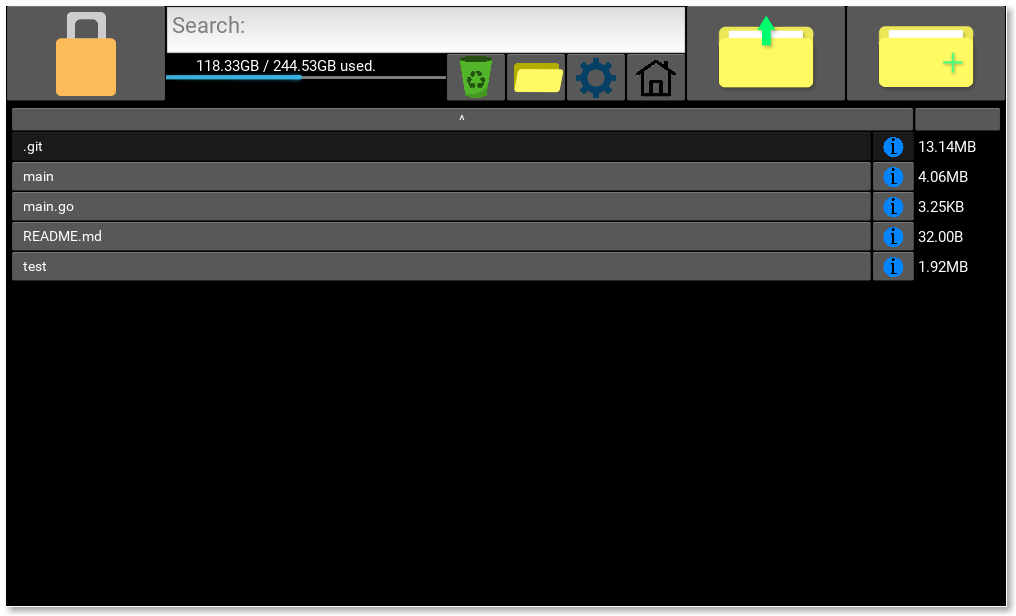 Search:
118.33GB / 244.53GB used.
^
.git 13.14MB
main 4.06MB
main.go 3.25KB
README.md 32.00B
test 1.92MB